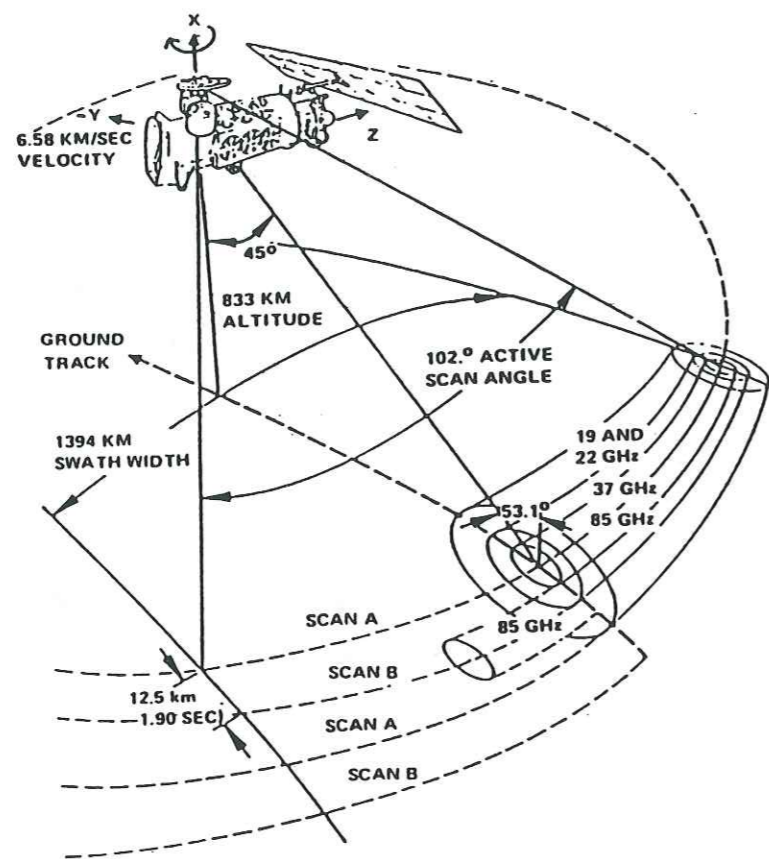 X
-Y
6.58 KM/SEC
VELOCITY
Z
45°
833 KM
ALTITUDE
GROUND
TRACK
102.° ACTIVE
SCAN ANGLE
1394 KM
SWATH WIDTH
19 AND
22 GHz
37 GHz
85 GHz
53.1°
85 GHz
SCAN A
SCAN B
12.5 km
1.90 SEC)
SCAN A
SCAN B